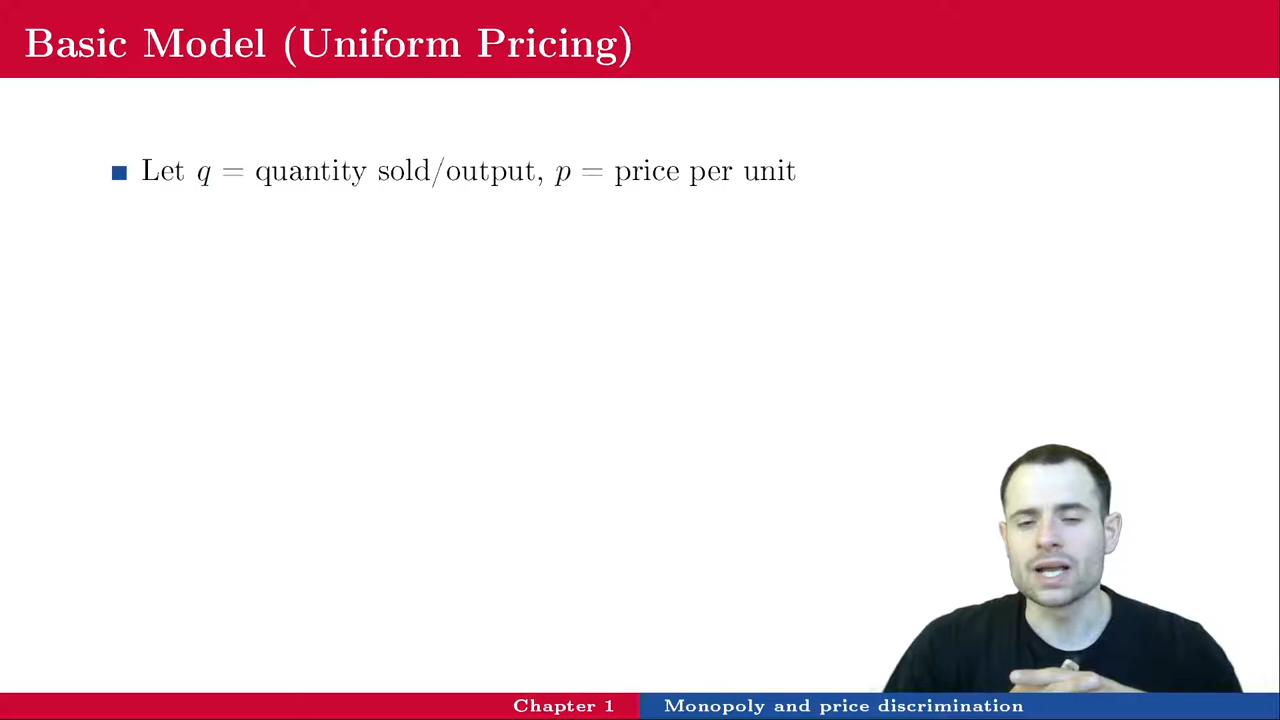 Basic Model (Uniform Pricing)
Let q = quantity sold/output, p = price per unit
Chapter 1
Monopoly and price discrimination